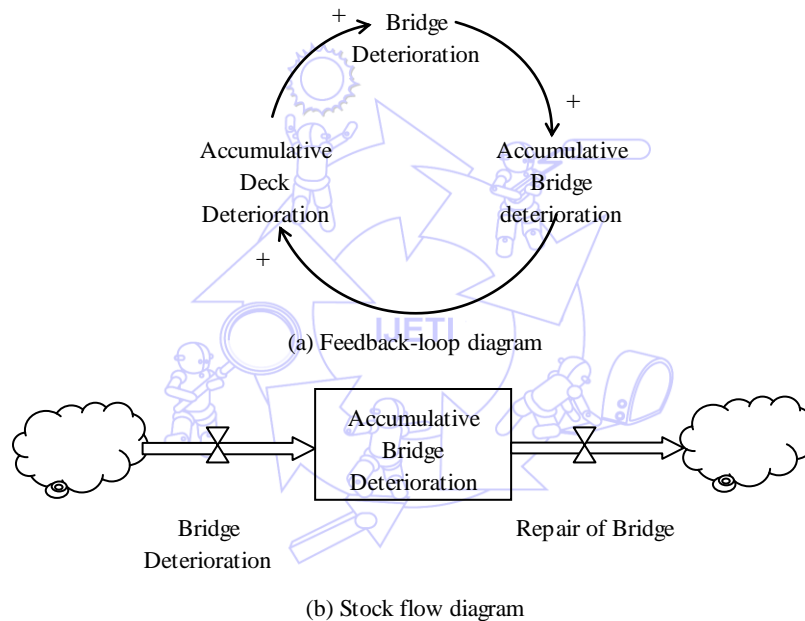 +
Bridge
Deterioration
+
Accumulative
Deck
Deterioration
Accumulative
Bridge
deterioration
+
IJETI
(a) Feedback-loop diagram
Accumulative
Bridge
Deterioration
Bridge
Deterioration
Repair of Bridge
(b) Stock flow diagram